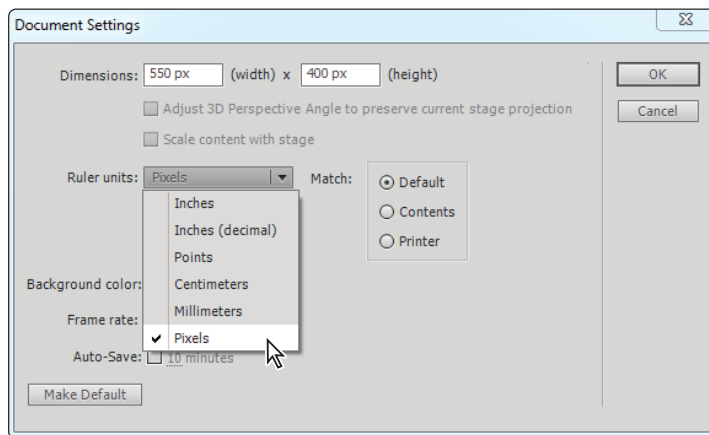 Document Settings
Dimensions: 550 px (width) x 400 px (height)
OK
Adjust 3D Perspective Angle to preserve current stage projection
Cancel
Scale content with stage
Ruler units: Pixels Match: Default
Inches
Contents
Inches (decimal)
Printer
Points
Background color: Centimeters
Millimeters
Frame rate:
Pixels
Auto-Save: 10 minutes
Make Default